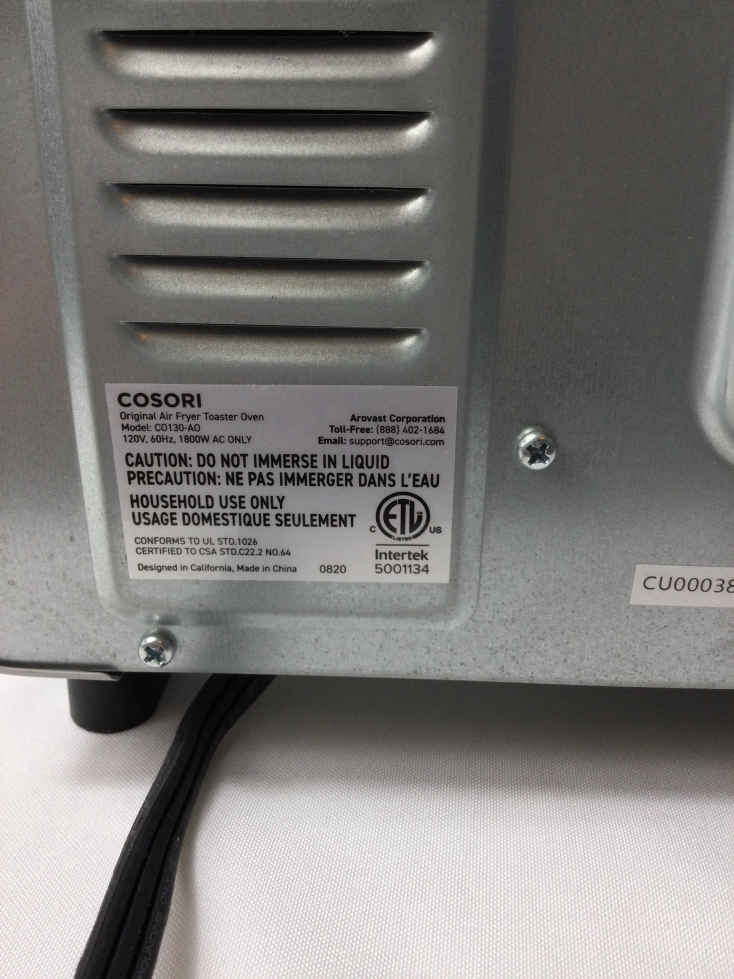 COSORI
Original Air Fryer Toaster Oven
Model: CO130-AO
120V, 60Hz, 1800W AC ONLY
Arovast Corporation
Toll-Free: (888) 402-1684
Email: support@cosori.com
CAUTION: DO NOT IMMERSE IN LIQUID
PRECAUTION: NE PAS IMMERGER DANS L'EAU
HOUSEHOLD USE ONLY
USAGE DOMESTIQUE SEULEMENT
CONFORMS TO UL STD.1026
CERTIFIED TO CSA STD.C22.2 NO.64
Designed in California, Made in China
0820
C ETL US
LISTED
Intertek
5001134
CU00038